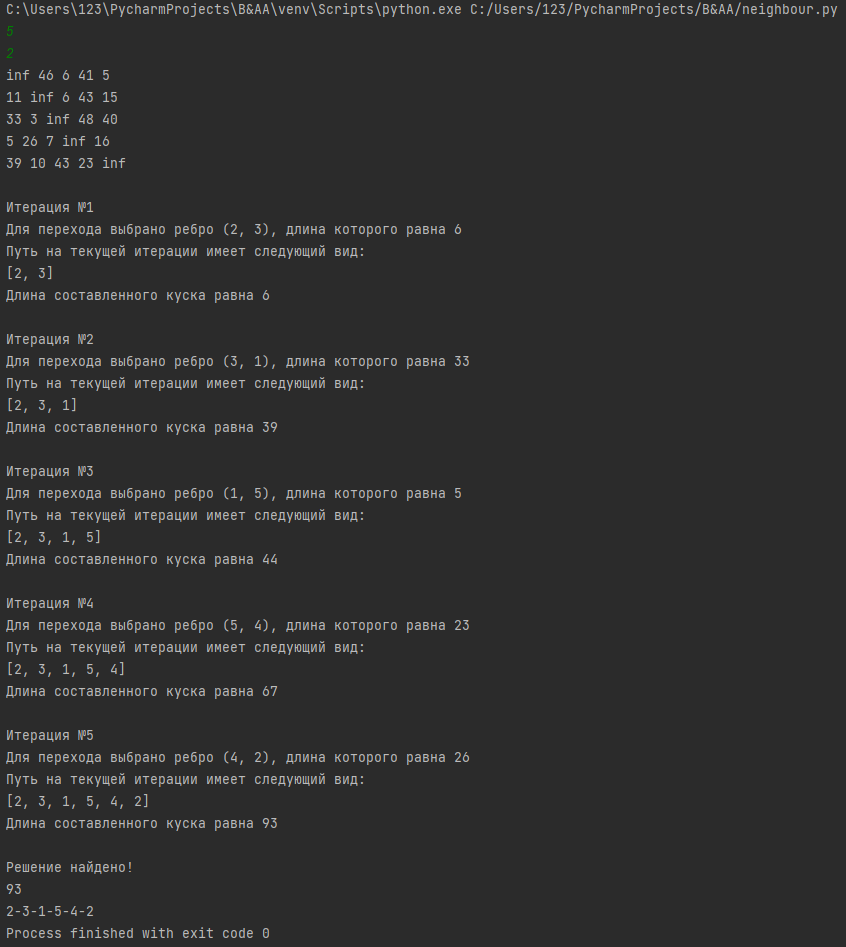 C:\Users\123\PycharmProjects\B&AA\venv\Scripts\python.exe C:/Users/123/PycharmProjects/B&AA/neighbour.py
5
2
inf 46 6 41 5
11 inf 6 43 15
33 3 inf 48 40
5 26 7 inf 16
39 10 43 23 inf
Итерация №1
Для перехода выбрано ребро (2, 3), длина которого равна 6
Путь на текущей итерации имеет следующий вид:
[2, 3]
Длина составленного куска равна 6
Итерация №2
Для перехода выбрано ребро (3, 1), длина которого равна 33
Путь на текущей итерации имеет следующий вид:
[2, 3, 1]
Длина составленного куска равна 39
Итерация №3
Для перехода выбрано ребро (1, 5), длина которого равна 5
Путь на текущей итерации имеет следующий вид:
[2, 3, 1, 5]
Длина составленного куска равна 44
Итерация №4
Для перехода выбрано ребро (5, 4), длина которого равна 23
Путь на текущей итерации имеет следующий вид:
[2, 3, 1, 5, 4]
Длина составленного куска равна 67
Итерация №5
Для перехода выбрано ребро (4, 2), длина которого равна 26
Путь на текущей итерации имеет следующий вид:
[2, 3, 1, 5, 4, 2]
Длина составленного куска равна 93
Решение найдено!
93
2-3-1-5-4-2
Process finished with exit code 0